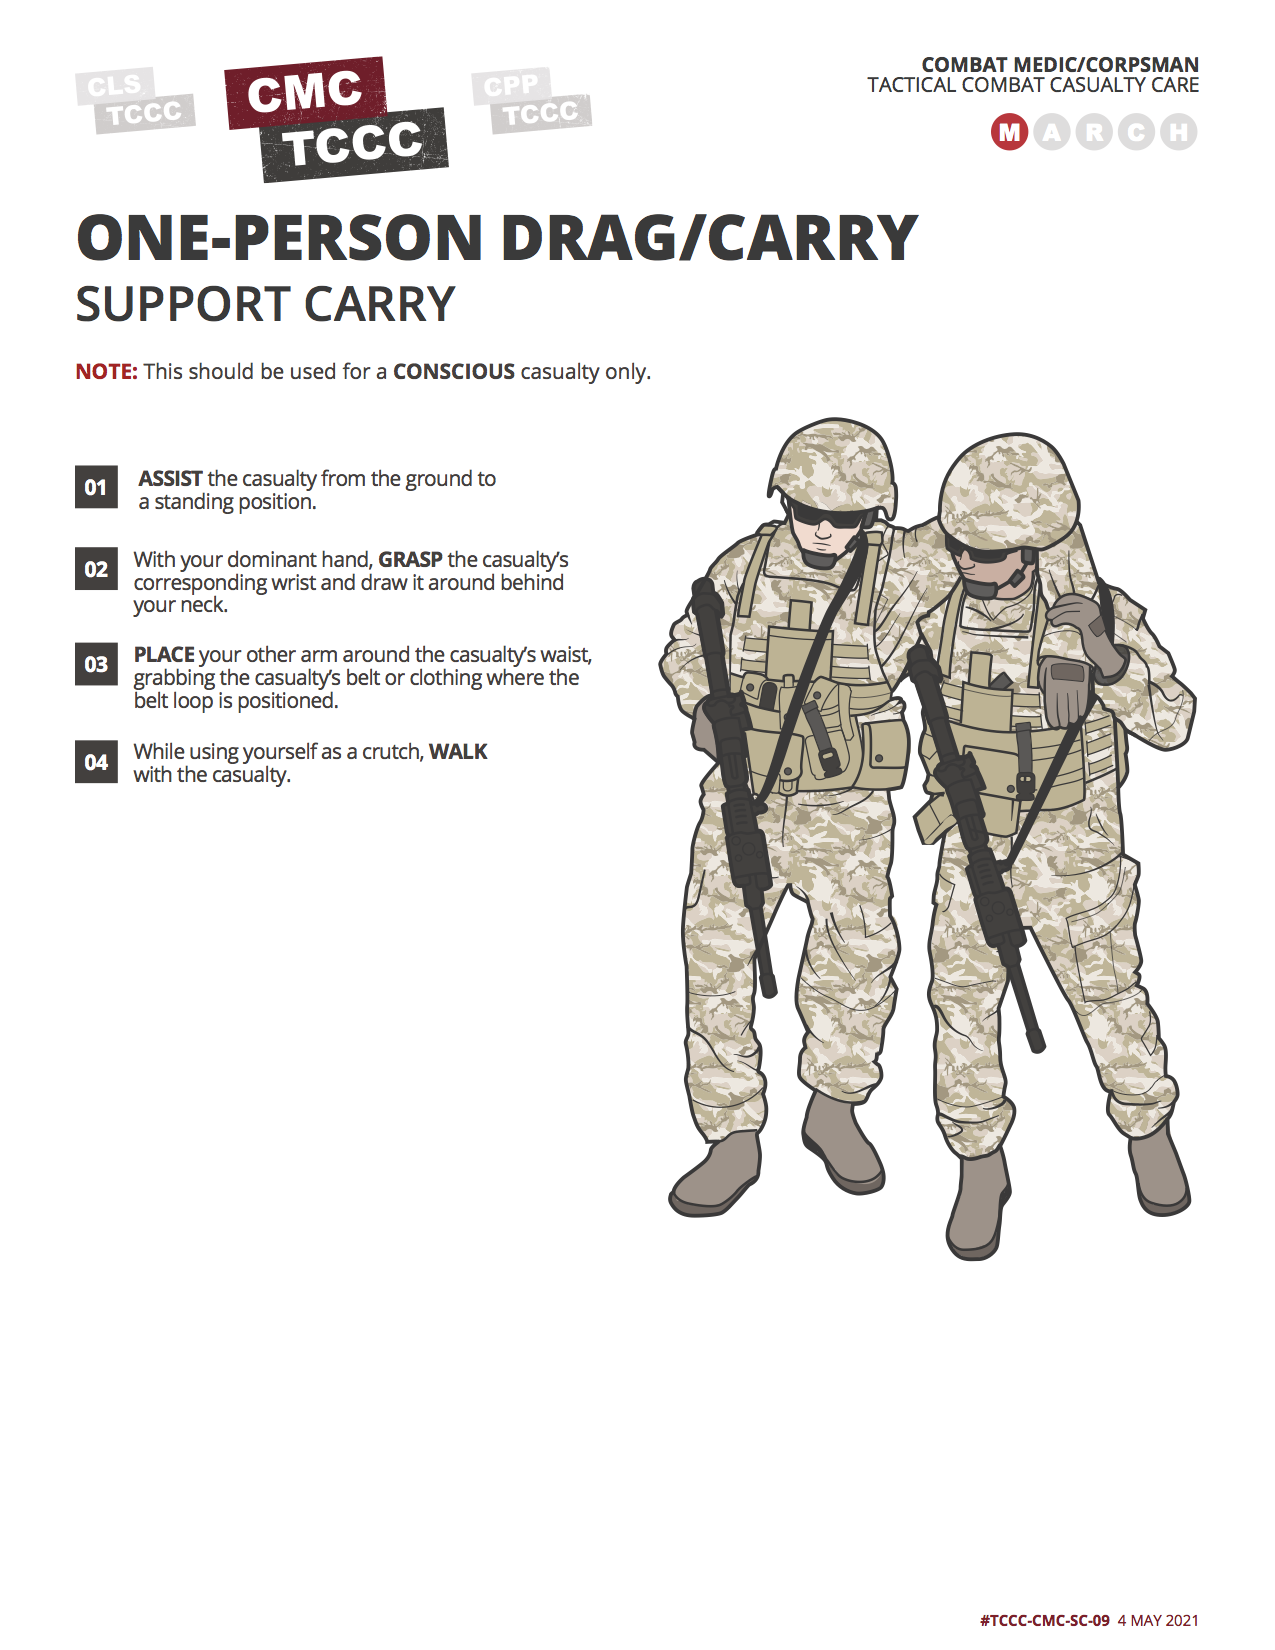 CLS
TCCC
CMC
TCCC
CPP
TCCC
COMBAT MEDIC/CORPSMAN
TACTICAL COMBAT CASUALTY CARE
M A R C H
ONE-PERSON DRAG/CARRY
SUPPORT CARRY
NOTE: This should be used for a CONSCIOUS casualty only.
01 ASSIST the casualty from the ground to
a standing position.
02 With your dominant hand, GRASP the casualty’s
corresponding wrist and draw it around behind
your neck.
03 PLACE your other arm around the casualty’s waist,
grabbing the casualty’s belt or clothing where the
belt loop is positioned.
04 While using yourself as a crutch, WALK
with the casualty.
#TCCC-CMC-SC-09 4 MAY 2021